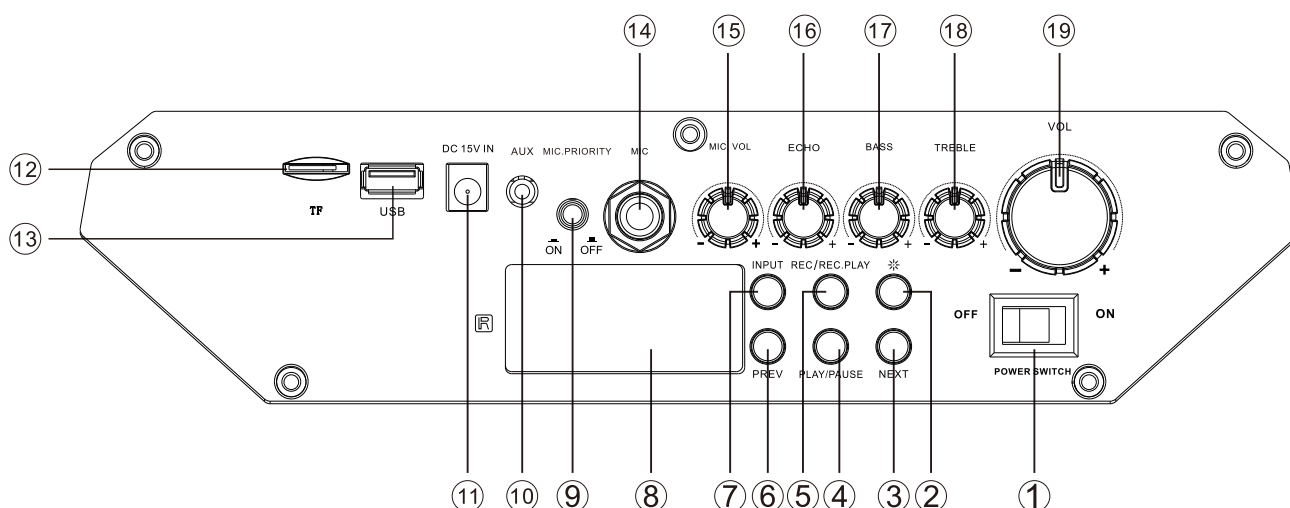 ⑭ ⑮ ⑯ ⑰ ⑱ ⑲
VOL
DC 15V IN AUX MIC.PRIORITY MIC MIC VOL ECHO BASS TREBLE
⑫
TF USB
⑬
ON OFF
- + - + - + - + - +
INPUT REC/REC.PLAY
OFF ON
R
PREV PLAY/PAUSE NEXT
POWER SWITCH
⑪ ⑩ ⑨ ⑧ ⑦ ⑥ ⑤ ④ ③ ② ①